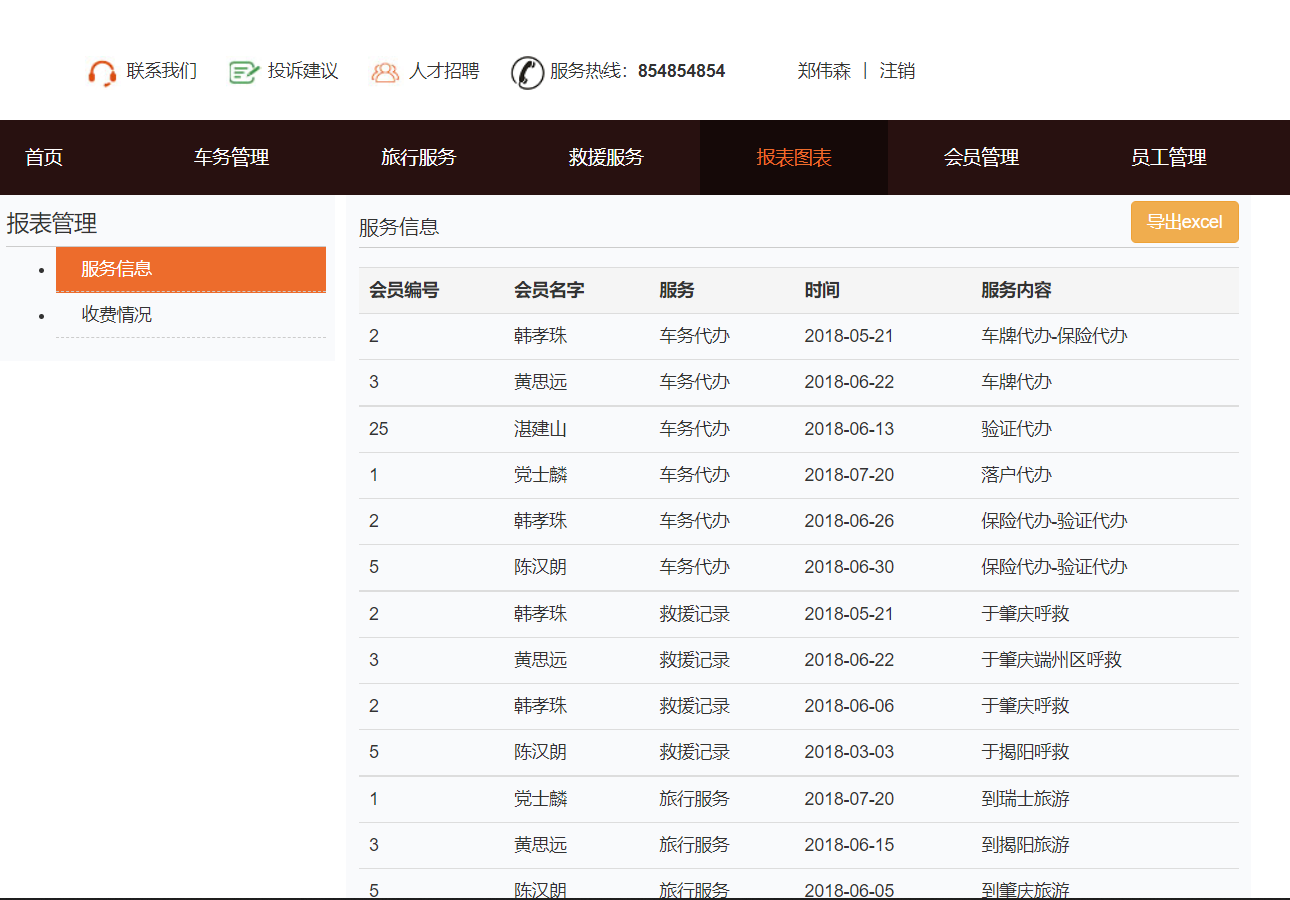 联系我们 投诉建议 人才招聘 服务热线：854854854 郑伟森 | 注销
首页 车务管理 旅行服务 救援服务 报表图表 会员管理 员工管理
报表管理
服务信息
收费情况
服务信息 导出excel
会员编号 会员名字 服务 时间 服务内容
2 韩孝珠 车务代办 2018-05-21 车牌代办-保险代办
3 黄思远 车务代办 2018-06-22 车牌代办
25 湛建山 车务代办 2018-06-13 验证代办
1 党士麟 车务代办 2018-07-20 落户代办
2 韩孝珠 车务代办 2018-06-26 保险代办-验证代办
5 陈汉朗 车务代办 2018-06-30 保险代办-验证代办
2 韩孝珠 救援记录 2018-05-21 于肇庆呼救
3 黄思远 救援记录 2018-06-22 于肇庆端州区呼救
2 韩孝珠 救援记录 2018-06-06 于肇庆呼救
5 陈汉朗 救援记录 2018-03-03 于揭阳呼救
1 党士麟 旅行服务 2018-07-20 到瑞士旅游
3 黄思远 旅行服务 2018-06-15 到揭阳旅游
5 陈汉朗 旅行服务 2018-06-05 到肇庆旅游